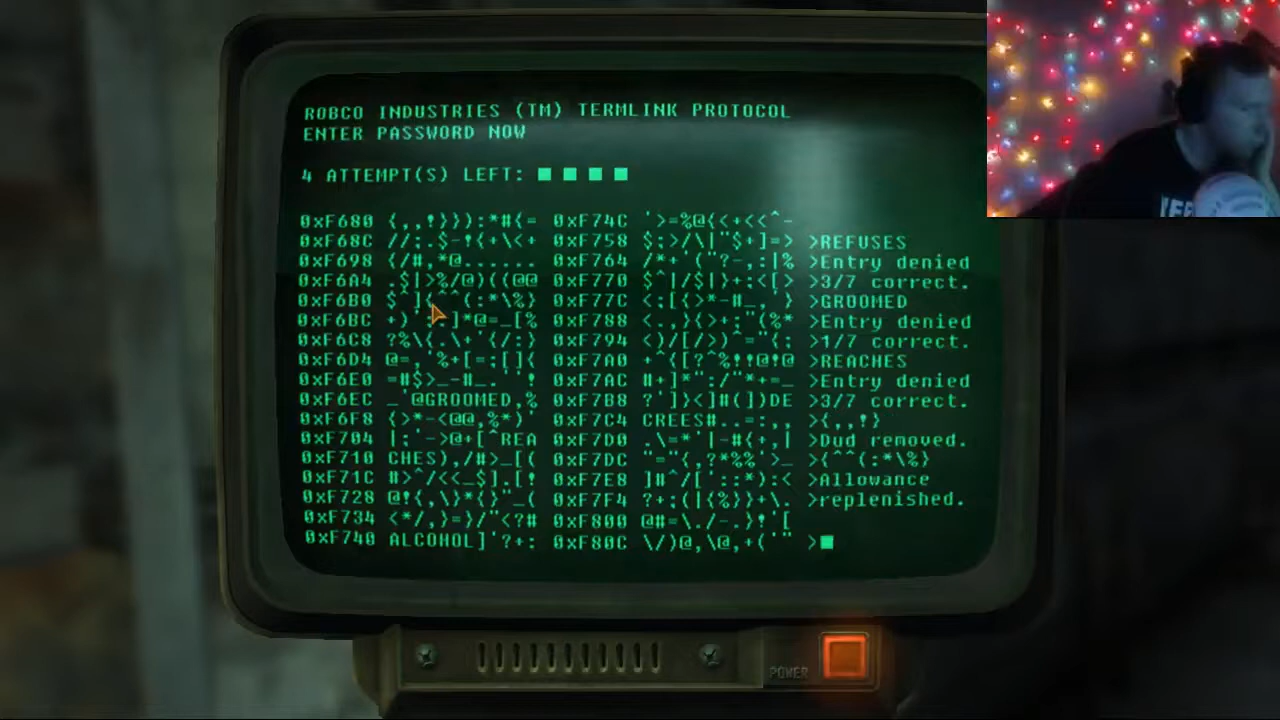 ROBCO INDUSTRIES (TM) TERMLINK PROTOCOL
ENTER PASSWORD NOW
4 ATTEMPT(S) LEFT: ■ ■ ■ ■
0xF680 {,,!}}):*#{= 0xF74C '>=%@{<+<<^-
0xF68C //;.$-!{+\<+ 0xF758 $;>/\|"$+]=> >REFUSES
0xF698 {/#,*@...... 0xF764 /*+'("?-,:|% >Entry denied
0xF6A4 .$|>%/@)((@@ 0xF770 $^|/$|}+:<[> >3/7 correct.
0xF6B0 $^]{^^(:*\%} 0xF77C <:[{>*-#_,'} >GROOMED
0xF6BC +)':.]*@=_[% 0xF788 <.,}{>+:"(%* >Entry denied
0xF6C8 ?%\{.\+'{/:} 0xF794 <)/[/>)^="{: >1/7 correct.
0xF6D4 @=,'%+[=:[]{ 0xF7A0 +^{[?^%!!@!@ >REACHES
0xF6E0 =#$>_-#_.''! 0xF7AC #+]*":/"*+=_ >Entry denied
0xF6EC _'@GROOMED,% 0xF7B8 ?']}<]#(])DE >3/7 correct.
0xF6F8 {>*-<@@,%*)' 0xF7C4 CREES#..=:,, >{,,!}
0xF704 |:'->@+[^REA 0xF7D0 .\=*'|-#{+,| >Dud removed.
0xF710 CHES),/#>_[( 0xF7DC "="{,?*%%'>_ >{^^(:*\%}
0xF71C #>^/<<_$].[! 0xF7E8 ]#^/['::*):< >Allowance
0xF728 @!{,\}*{}"_( 0xF7F4 ?+:(|{%}}+\. >replenished.
0xF734 <*/,}=}/"<?# 0xF800 @#=\./-.}!'[
0xF740 ALCOHOL]'?+: 0xF80C \/)@,\@,+('" >■
POWER